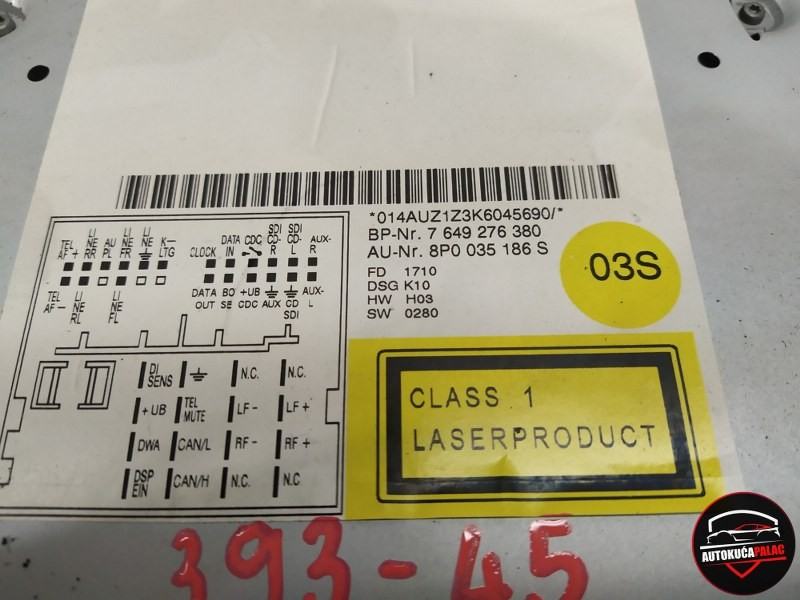 *014AUZ1Z3K6045690/*
BP-Nr. 7 649 276 380
AU-Nr. 8P0 035 186 S
FD 1710
DSG K10
HW H03
SW 0280
03S
TEL AF + LI NE RR AU PL LI NE FR LI NE K- LTG
CLOCK DATA IN CDC SDI CD- R SDI CD- L AUX- R
TEL AF - LI NE RL LI NE FL
DATA OUT BO SE +UB CDC AUX CD SDI AUX- L
DI SENS N.C. N.C.
+ UB TEL MUTE LF - LF +
DWA CAN/L RF - RF +
DSP EIN CAN/H N.C. N.C
CLASS 1
LASERPRODUCT
393-45
AUTOKUĆAPALAC